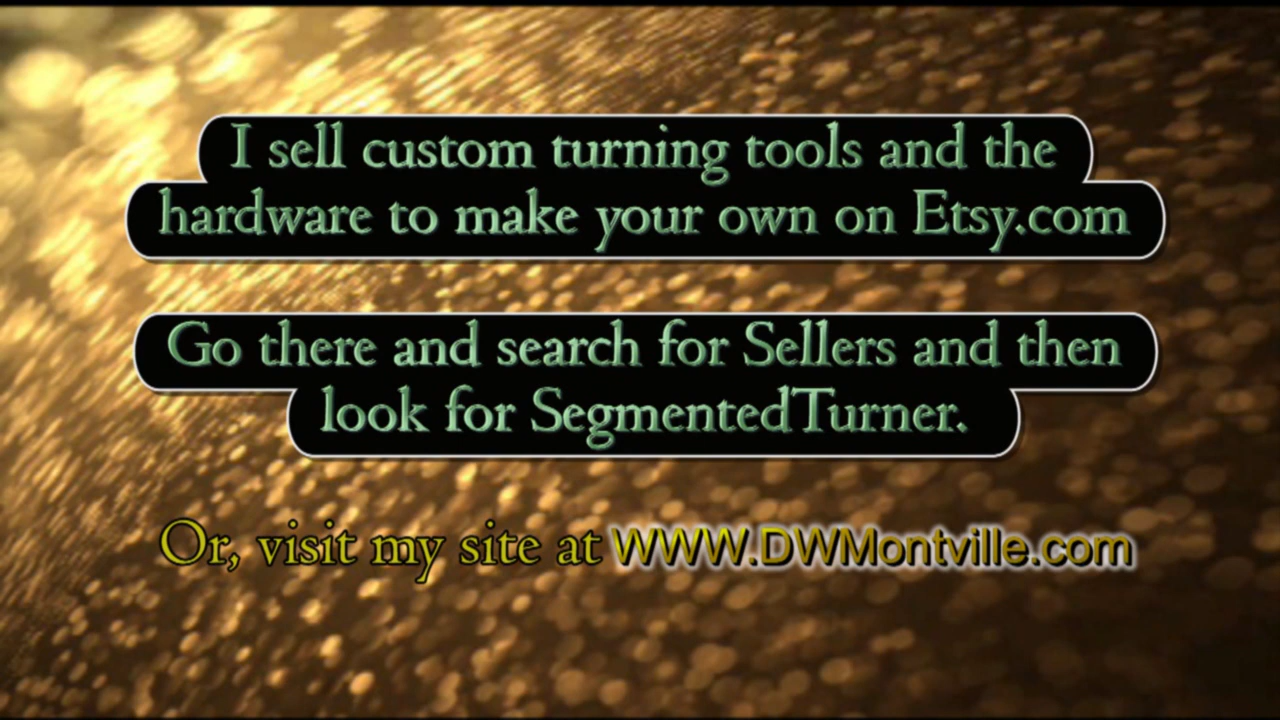 I sell custom turning tools and the
hardware to make your own on Etsy.com
Go there and search for Sellers and then
look for SegmentedTurner.
Or, visit my site at WWW.DWMontville.com